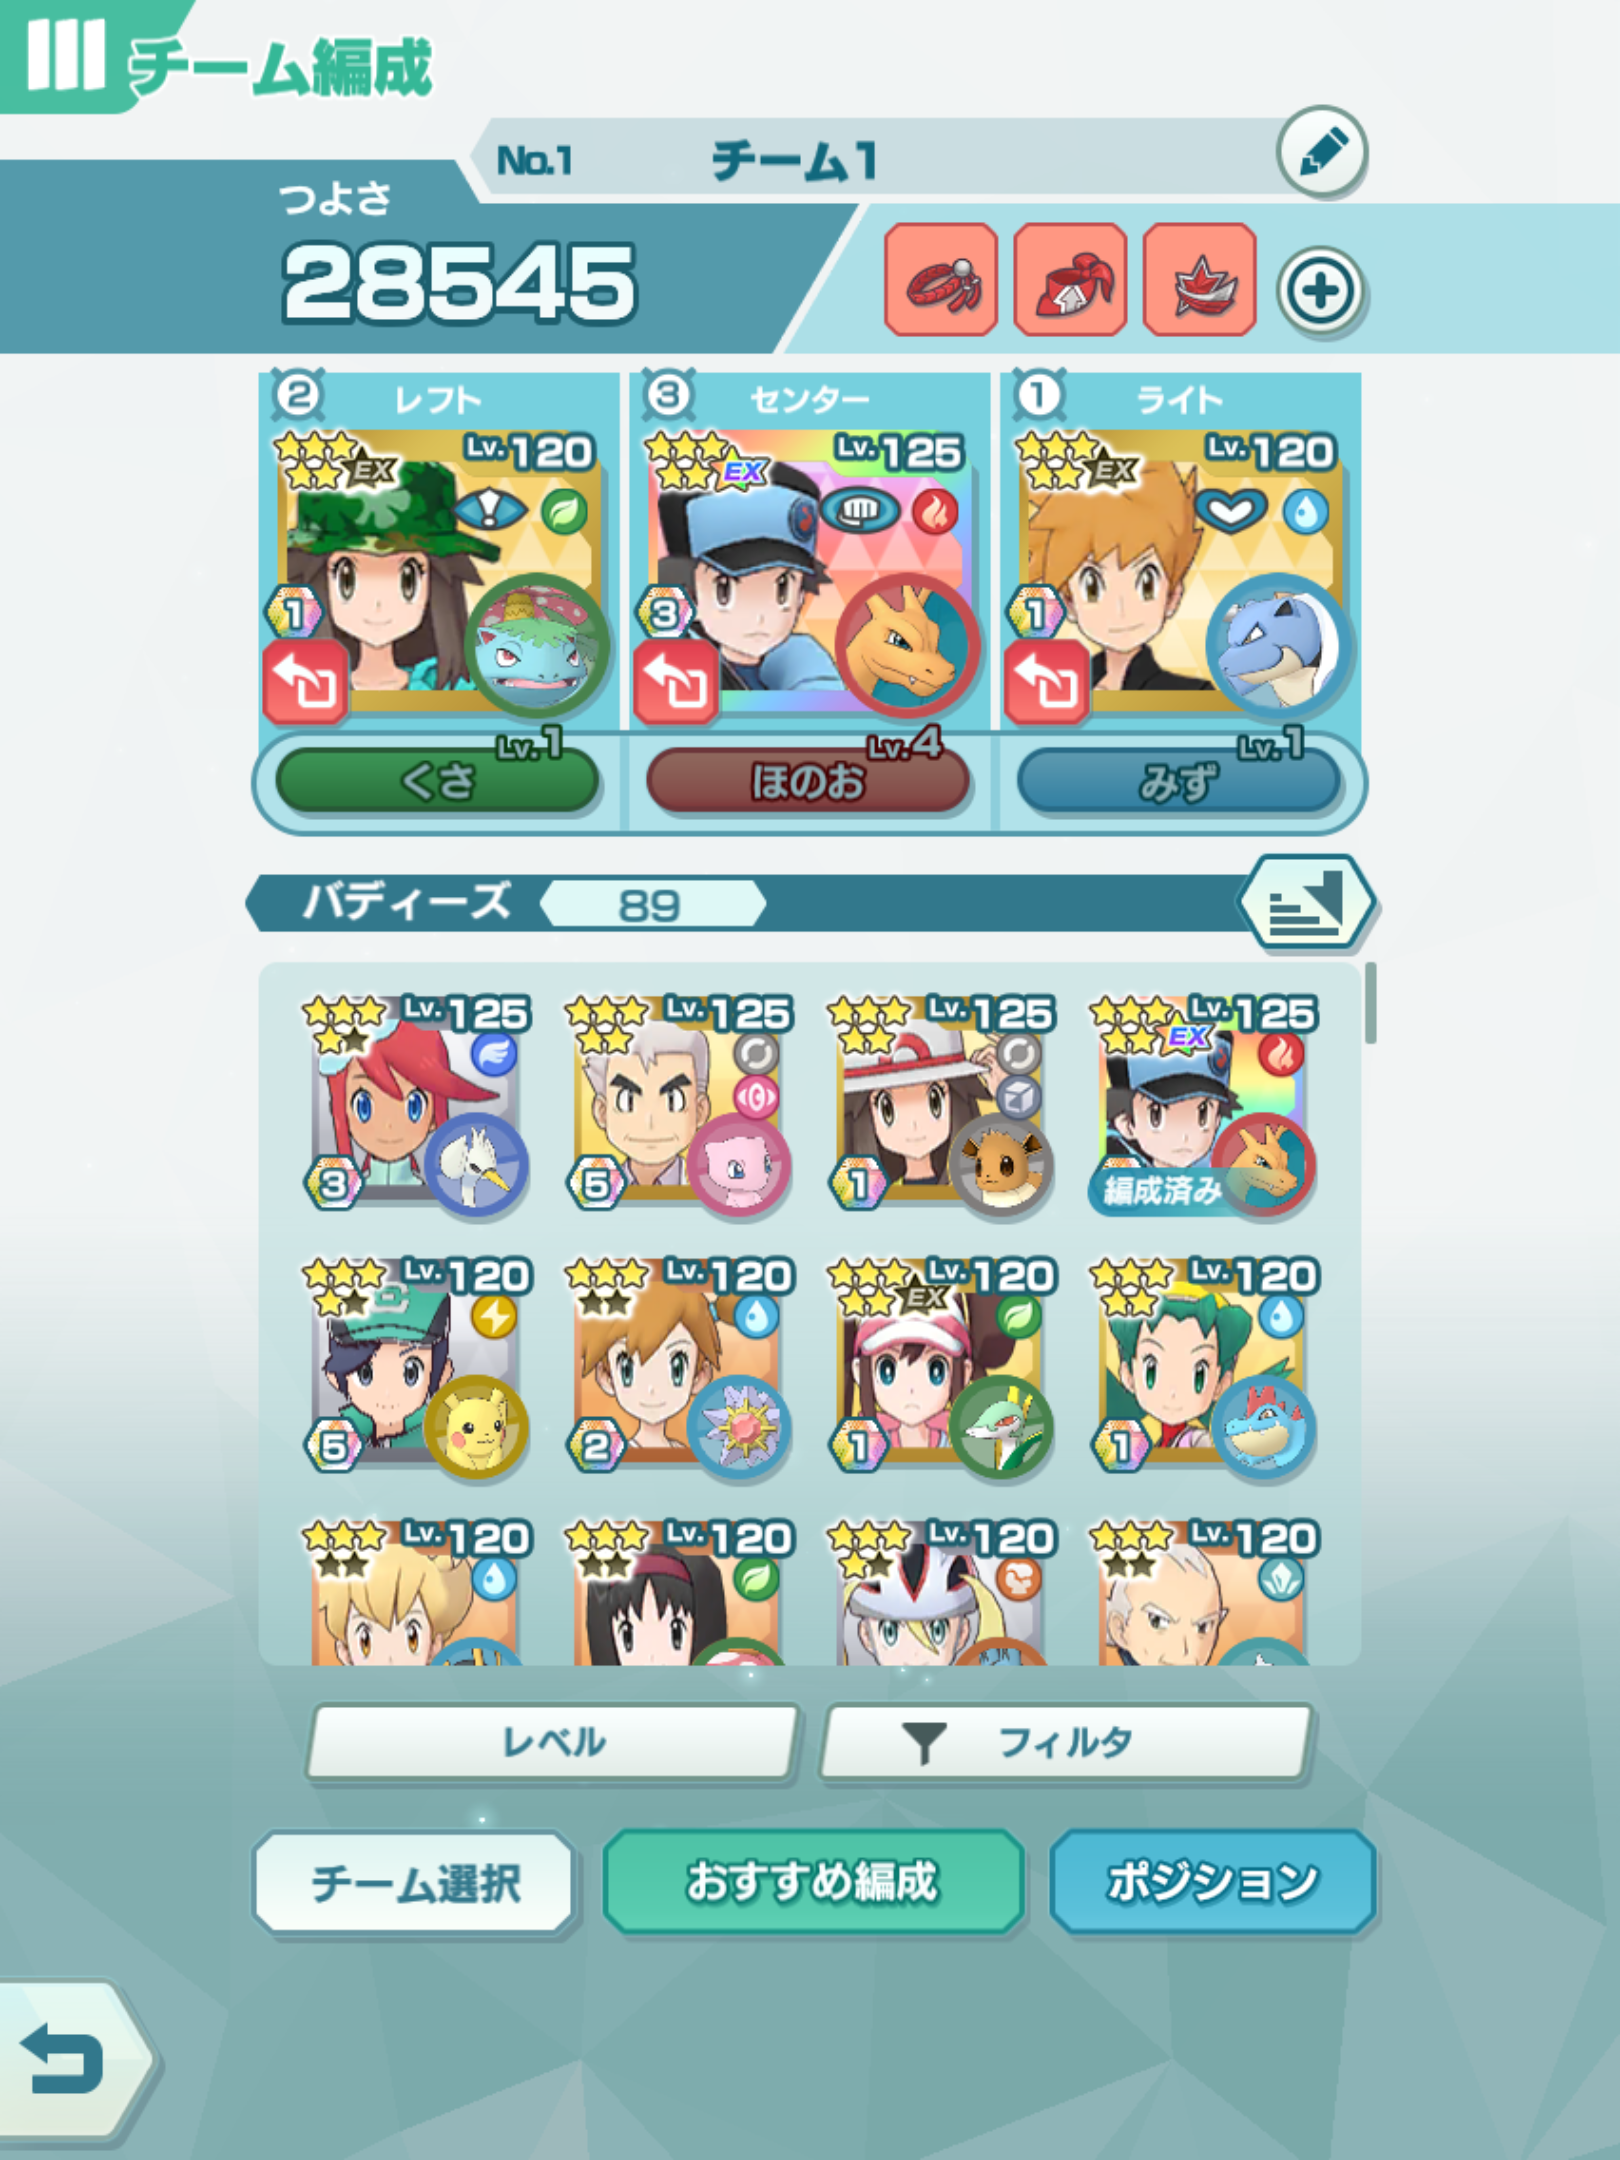 チーム編成
No.1 チーム1
つよさ
28545
2 レフト 3 センター 1 ライト
EX Lv.120 EX Lv.125 EX Lv.120
1 3 1
Lv.1 Lv.4 Lv.1
くさ ほのお みず
バディーズ 89
Lv.125 Lv.125 Lv.125 Lv.125
EX
3 5 1 編成済み
Lv.120 Lv.120 Lv.120 Lv.120
EX
5 2 1 1
Lv.120 Lv.120 Lv.120 Lv.120
レベル フィルタ
チーム選択 おすすめ編成 ポジション